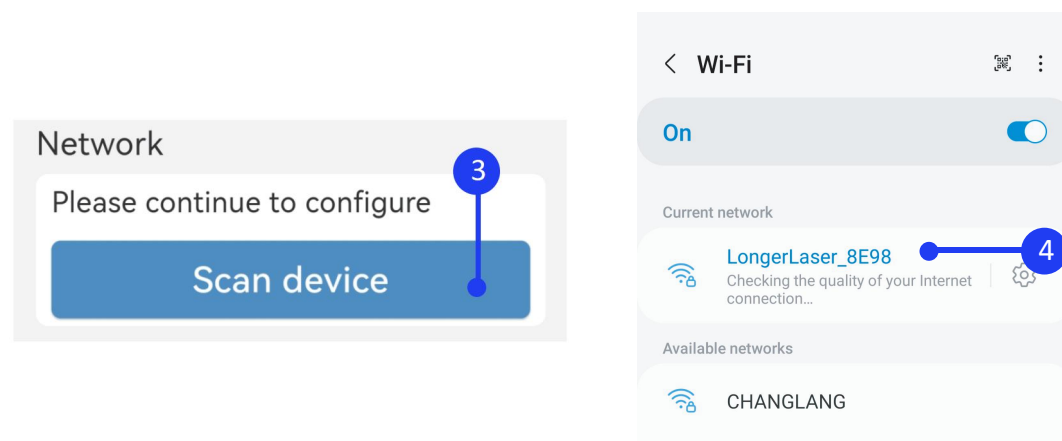 Network
3
Please continue to configure
Scan device
Wi-Fi
On
Current network
LongerLaser_8E98
4
Checking the quality of your Internet
connection...
Available networks
CHANGLANG